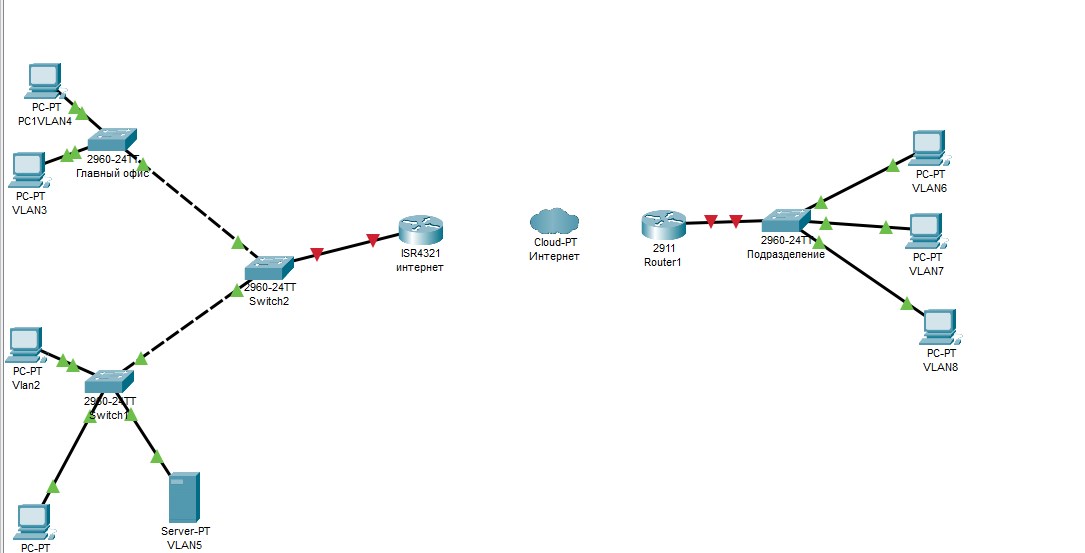 PC-PT
PC1VLAN4
2960-24TT
Главный офис
PC-PT
VLAN3
2960-24TT
Switch2
ISR4321
интернет
Cloud-PT
Интернет
2911
Router1
2960-24TT
Подразделение
PC-PT
VLAN6
PC-PT
VLAN7
PC-PT
VLAN8
PC-PT
Vlan2
2960-24TT
Switch1
Server-PT
VLAN5
PC-PT